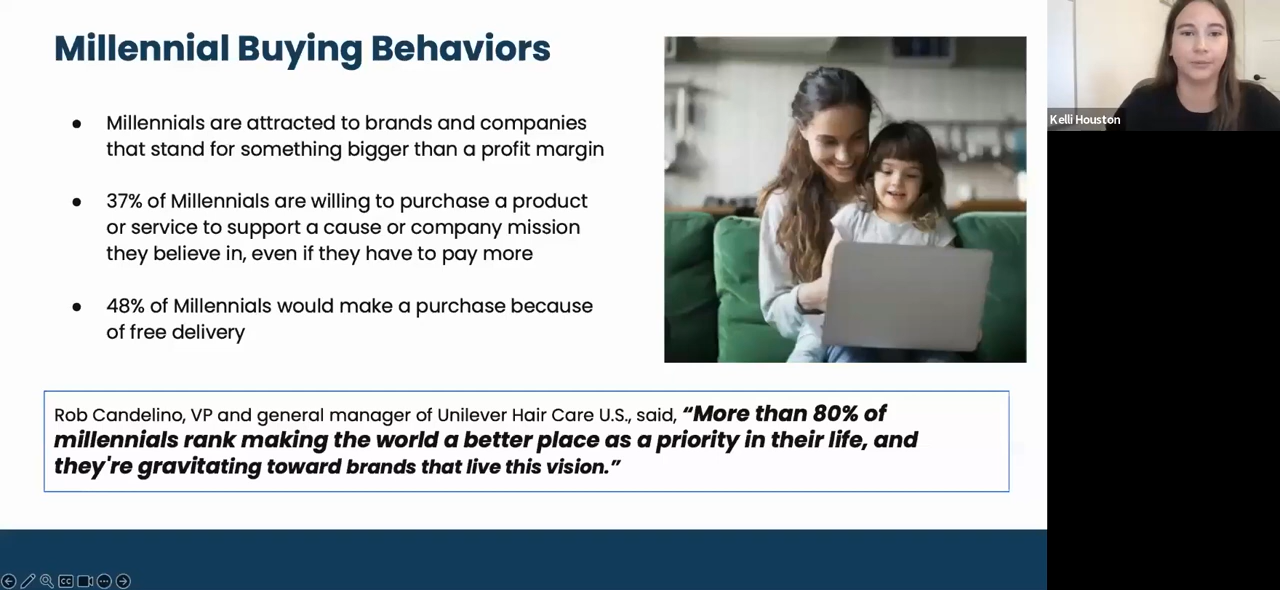 Millennial Buying Behaviors
● Millennials are attracted to brands and companies
that stand for something bigger than a profit margin
● 37% of Millennials are willing to purchase a product
or service to support a cause or company mission
they believe in, even if they have to pay more
● 48% of Millennials would make a purchase because
of free delivery
Rob Candelino, VP and general manager of Unilever Hair Care U.S., said, “More than 80% of
millennials rank making the world a better place as a priority in their life, and
they're gravitating toward brands that live this vision.”
Kelli Houston
CC